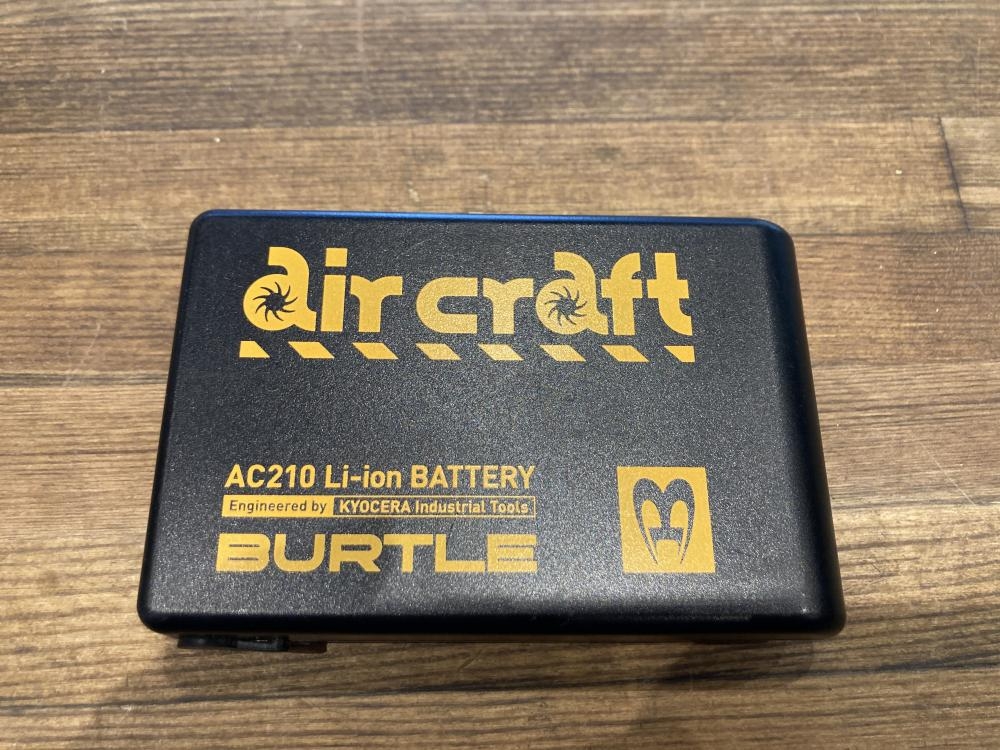 air craft
AC210 Li-ion BATTERY
Engineered by KYOCERA Industrial Tools
BURTLE